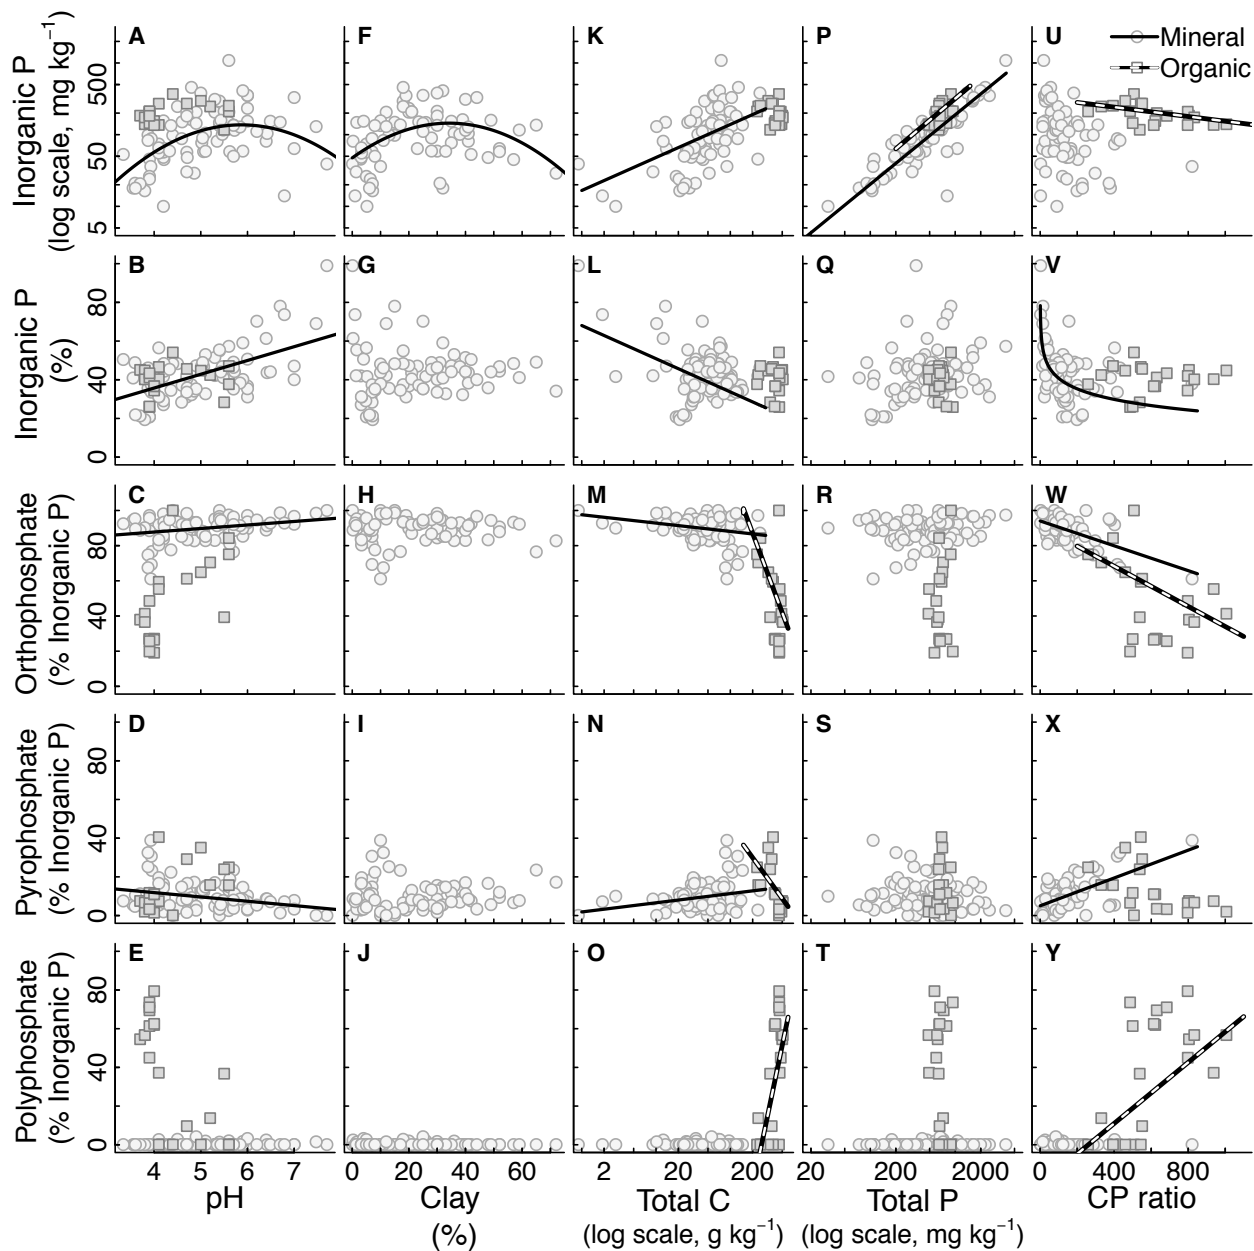 A
F
K
P
U
Mineral
Organic
Inorganic P
(log scale, mg kg⁻¹)
500
50
5
B
G
L
Q
V
Inorganic P
(%)
80
40
0
C
H
M
R
W
Orthophosphate
(% Inorganic P)
80
40
0
D
I
N
S
X
Pyrophosphate
(% Inorganic P)
80
40
0
E
J
O
T
Y
Polyphosphate
(% Inorganic P)
80
40
0
4 5 6 7
0 20 40 60
2 20 200
20 200 2000
0 400 800
pH
Clay
(%)
Total C
(log scale, g kg⁻¹)
Total P
(log scale, mg kg⁻¹)
CP ratio